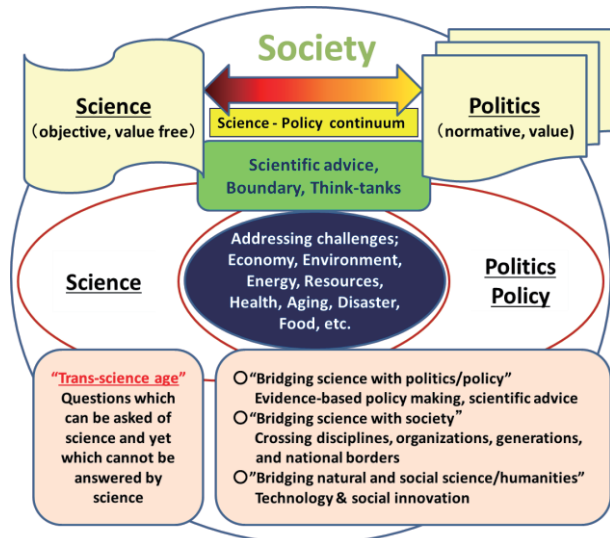 Society
Science
（objective, value free）
Politics
(normative, value)
Science - Policy continuum
Scientific advice,
Boundary, Think-tanks
Addressing challenges;
Economy, Environment,
Energy, Resources,
Health, Aging, Disaster,
Food, etc.
Science
Politics
Policy
“Trans-science age”
Questions which
can be asked of
science and yet
which cannot be
answered by
science
○“Bridging science with politics/policy”
Evidence-based policy making, scientific advice
○“Bridging science with society”
Crossing disciplines, organizations, generations,
and national borders
○”Bridging natural and social science/humanities”
Technology & social innovation